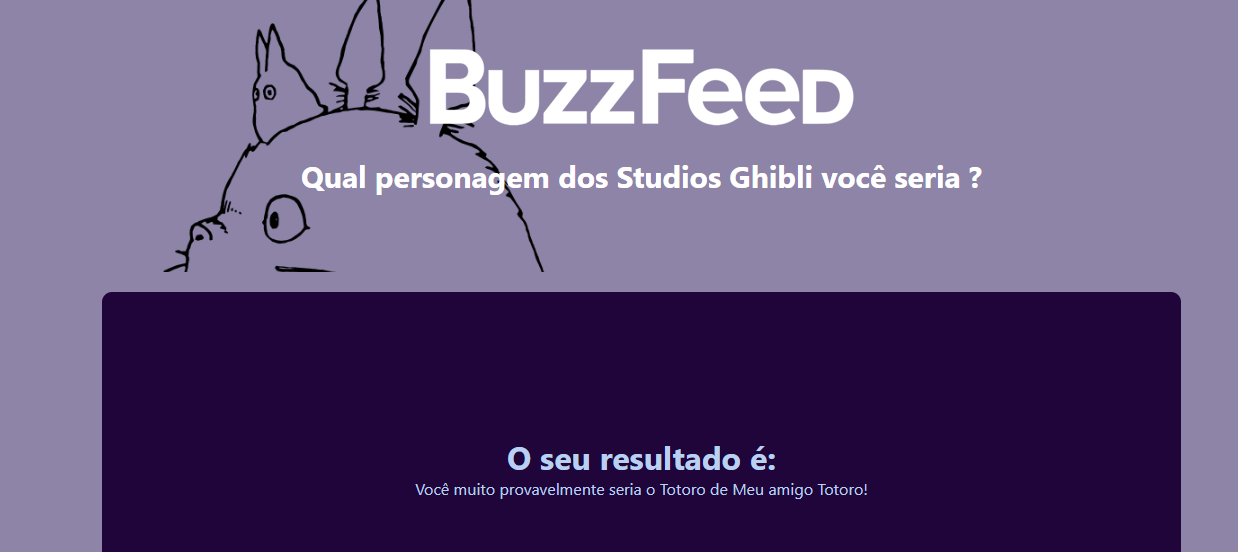 BuzzFeed
Qual personagem dos Studios Ghibli você seria ?
O seu resultado é:
Você muito provavelmente seria o Totoro de Meu amigo Totoro!